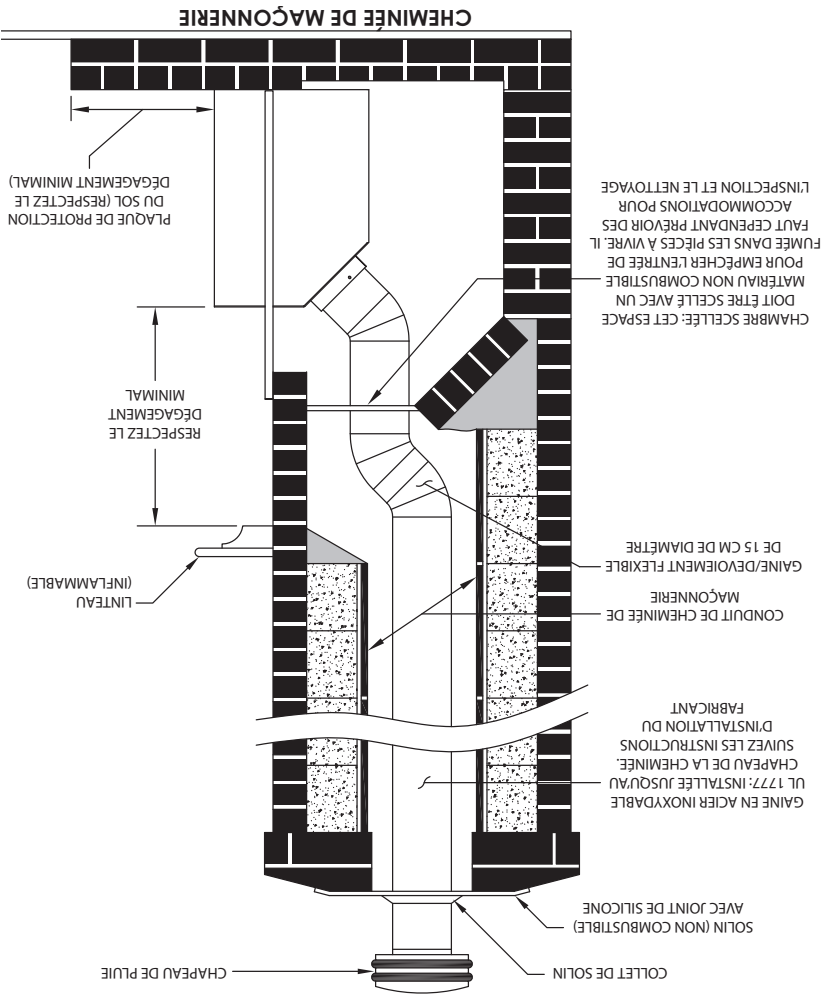 COLLET DE SOLIN
CHAPEAU DE PLUIE
SOLIN (NON COMBUSTIBLE)
AVEC JOINT DE SILICONE
GAINE EN ACIER INOXYDABLE
UL 1777: INSTALLÉE JUSQU'AU
CHAPEAU DE LA CHEMINÉE.
SUIVEZ LES INSTRUCTIONS
D'INSTALLATION DU
FABRICANT
CONDUIT DE CHEMINÉE DE
MAÇONNERIE
LINTEAU
(INFLAMMABLE)
GAINE/DEVOIEMENT FLEXIBLE
DE 15 CM DE DIAMÈTRE
RESPECTEZ LE
DÉGAGEMENT
MINIMAL
CHAMBRE SCELLÉE: CET ESPACE
DOIT ÊTRE SCELLÉ AVEC UN
MATÉRIAU NON COMBUSTIBLE
POUR EMPÊCHER L'ENTRÉE DE
FUMÉE DANS LES PIÈCES À VIVRE. IL
FAUT CEPENDANT PRÉVOIR DES
ACCOMMODATIONS POUR
L'INSPECTION ET LE NETTOYAGE
PLAQUE DE PROTECTION
DU SOL (RESPECTEZ LE
DÉGAGEMENT MINIMAL)
CHEMINÉE DE MAÇONNERIE